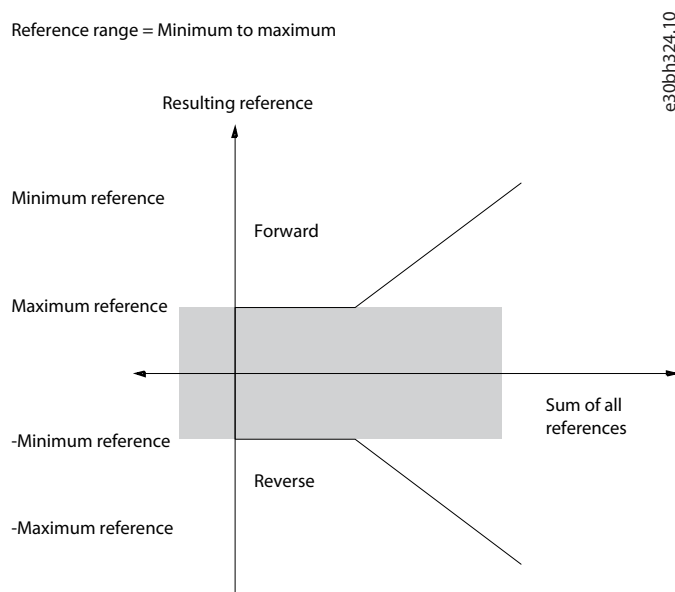 Reference range = Minimum to maximum
e30bh324.10
Resulting reference
Minimum reference
Forward
Maximum reference
Sum of all
references
-Minimum reference
Reverse
-Maximum reference